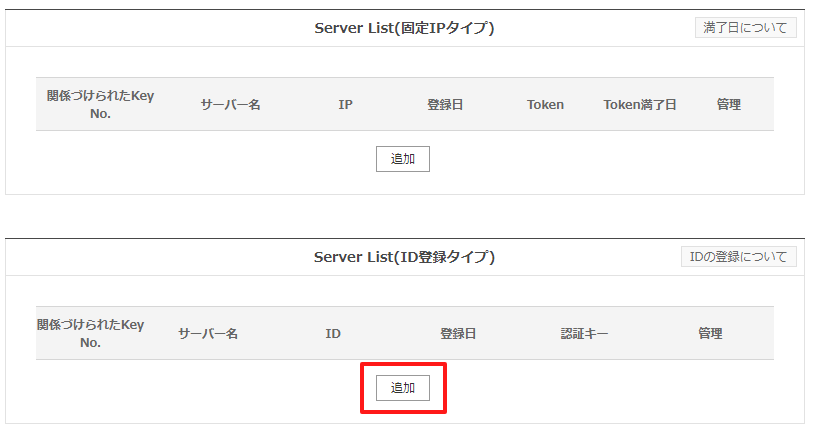 Server List(固定IPタイプ)
満了日について
関係づけられたKey
No.
サーバー名
IP
登録日
Token
Token満了日
管理
追加
Server List(ID登録タイプ)
IDの登録について
関係づけられたKey
No.
サーバー名
ID
登録日
認証キー
管理
追加